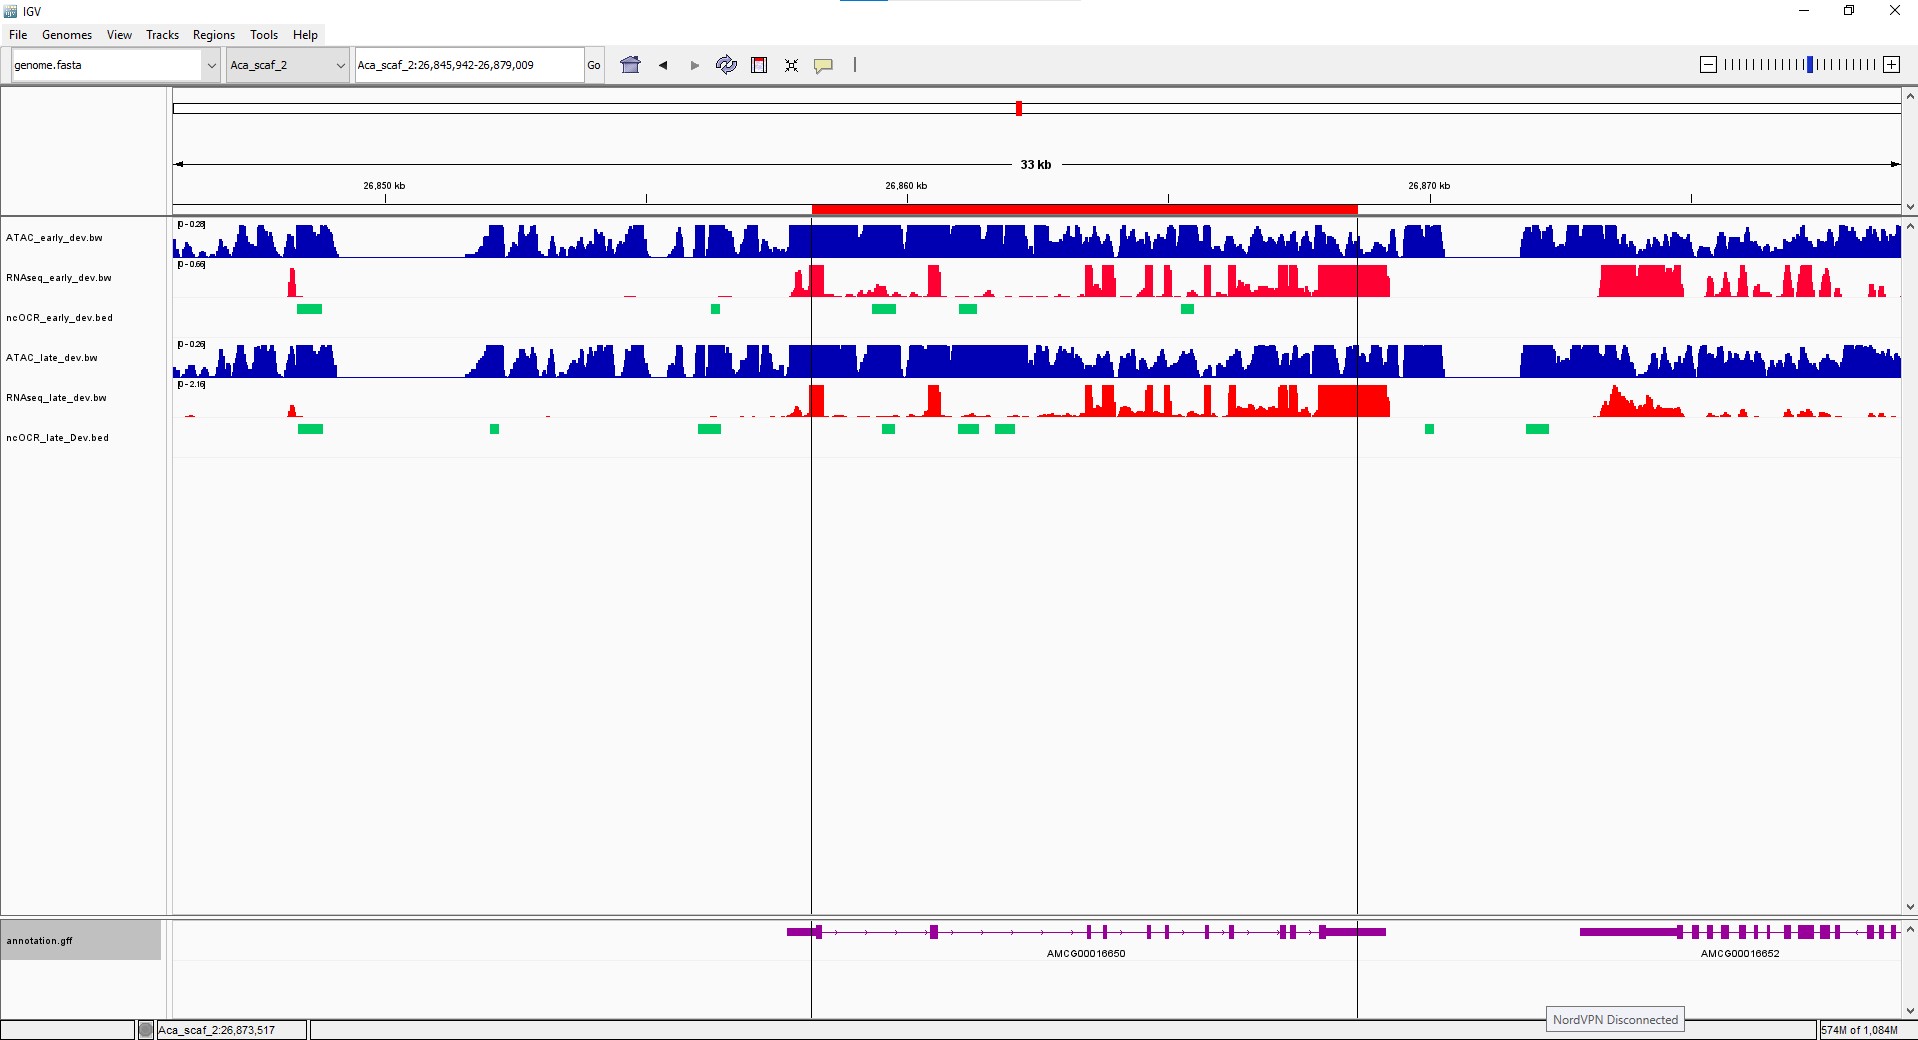 IGV
File Genomes View Tracks Regions Tools Help
genome.fasta Aca_scaf_2 Aca_scaf_2:26,845,942-26,879,009 Go
33 kb
26,850 kb 26,860 kb 26,870 kb
[0 - 0.28]
ATAC_early_dev.bw
[0 - 0.66]
RNAseq_early_dev.bw
ncOCR_early_dev.bed
[0 - 0.26]
ATAC_late_dev.bw
[0 - 2.16]
RNAseq_late_dev.bw
ncOCR_late_Dev.bed
annotation.gff
AMCG00016650 AMCG00016652
NordVPN Disconnected
Aca_scaf_2:26,873,517 574M of 1,084M